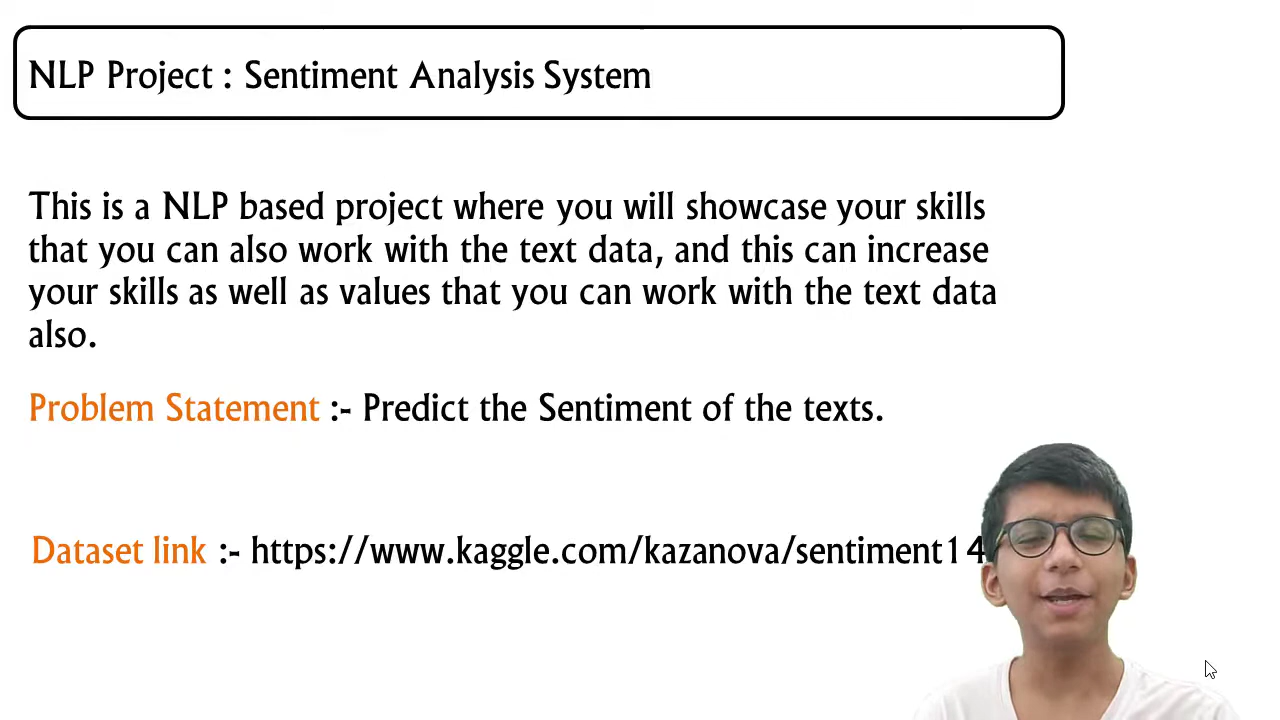 NLP Project : Sentiment Analysis System
This is a NLP based project where you will showcase your skills
that you can also work with the text data, and this can increase
your skills as well as values that you can work with the text data
also.
Problem Statement :- Predict the Sentiment of the texts.
Dataset link :- https://www.kaggle.com/kazanova/sentiment14